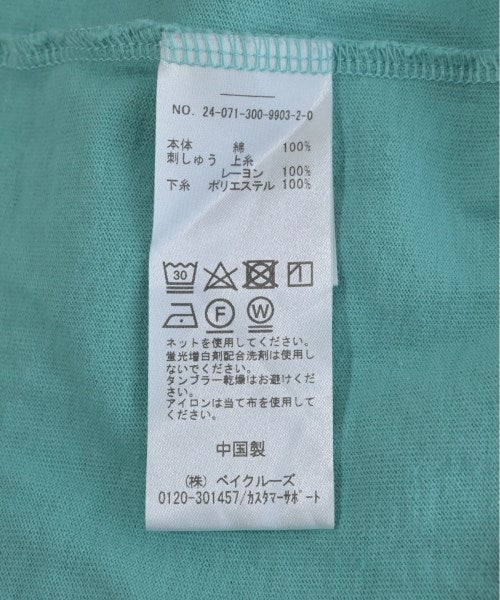 NO. 24-071-300-9903-2-0
本体 綿 100%
刺しゅう 上糸
レーヨン 100%
下糸 ポリエステル 100%
30
F W
ネットを使用してください。
蛍光増白剤配合洗剤は使用し
ないでください。
タンブラー乾燥はお避けくだ
さい。
アイロンは当て布を使用して
ください。
中国製
(株) ベイクルーズ
0120-301457/カスタマーサポート